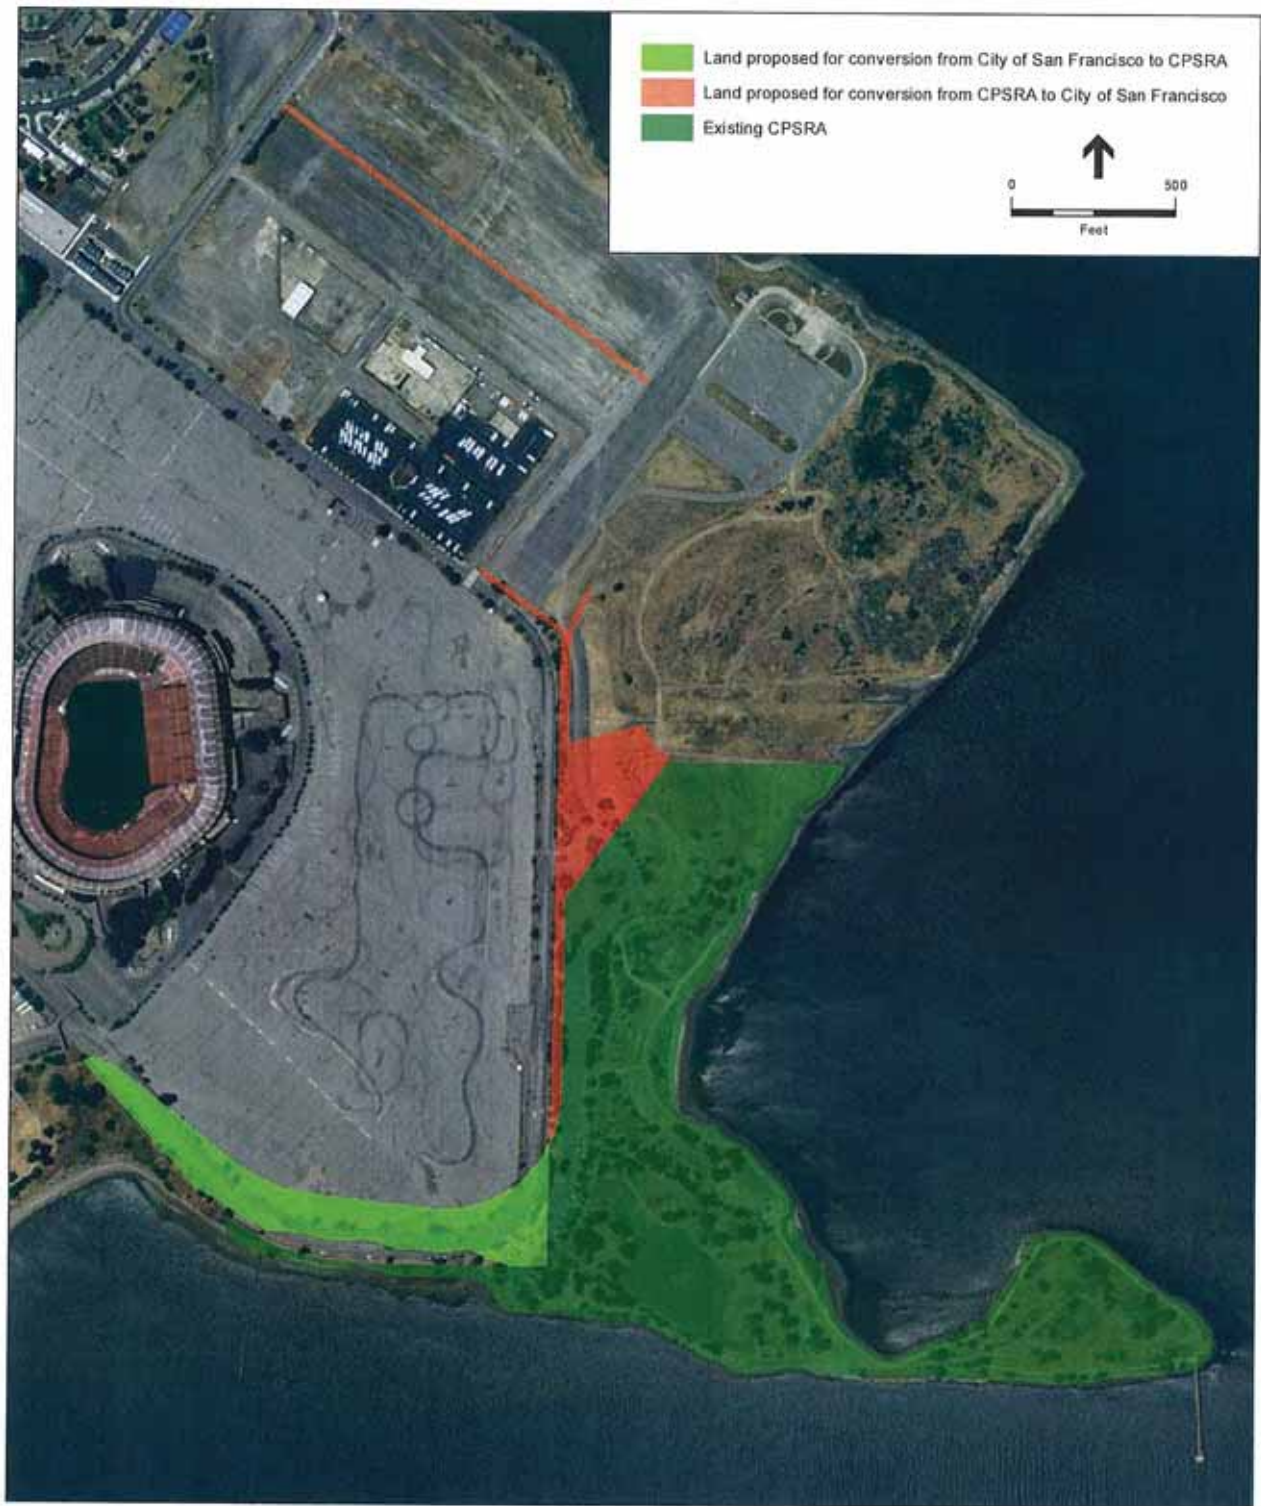 Land proposed for conversion from City of San Francisco to CPSRA
Land proposed for conversion from CPSRA to City of San Francisco
Existing CPSRA
0 500
Feet